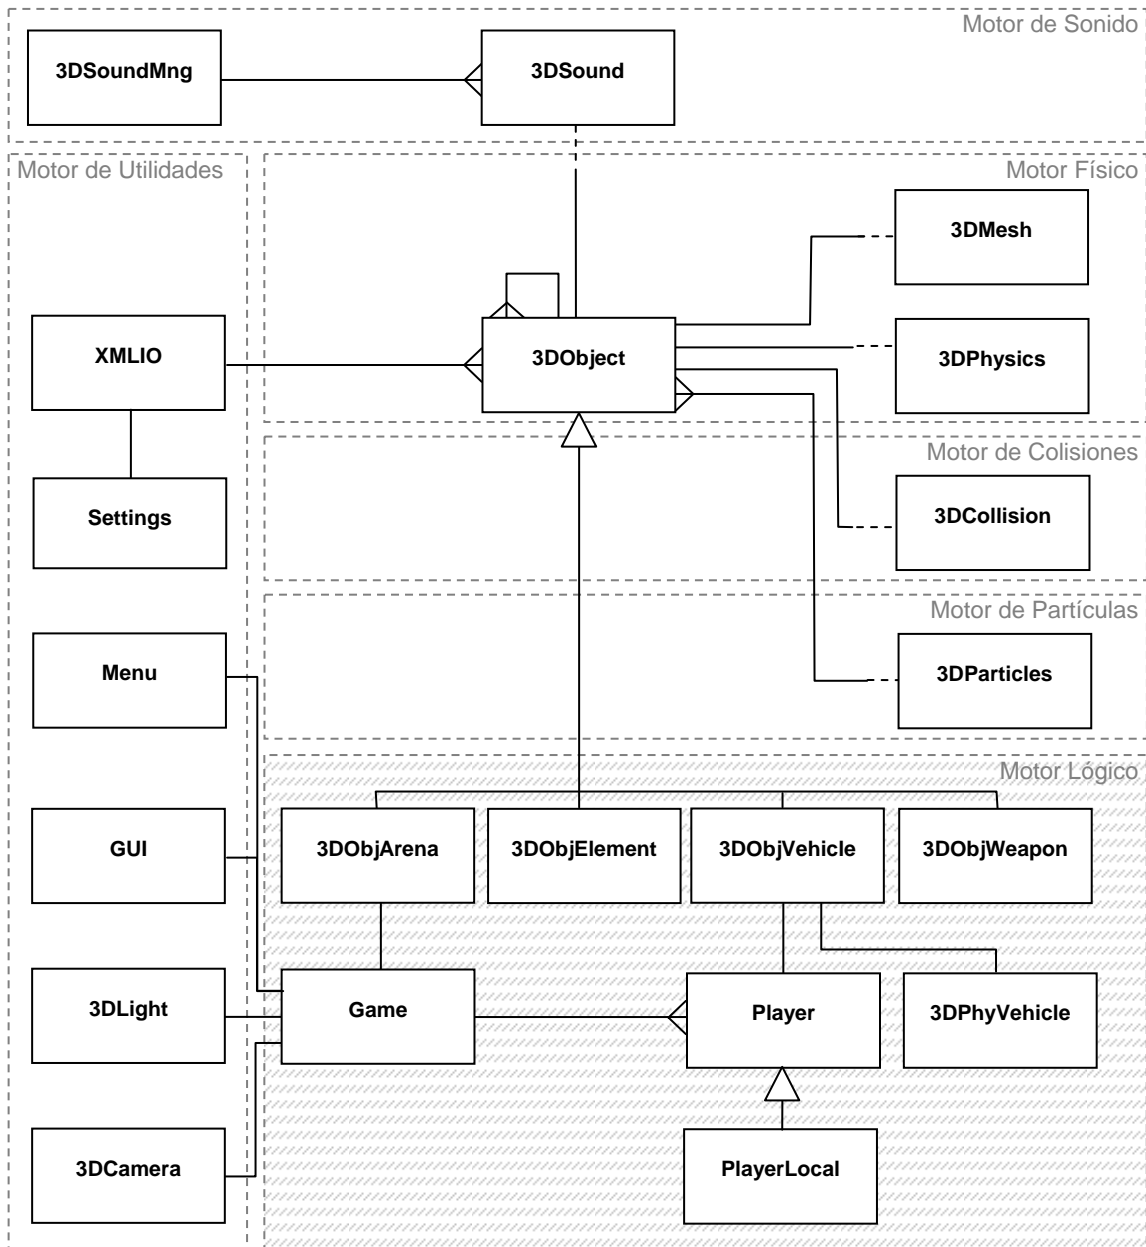 Motor de Sonido
3DSoundMng
3DSound
Motor de Utilidades
Motor Físico
3DMesh
XMLIO
3DObject
3DPhysics
Motor de Colisiones
Settings
3DCollision
Motor de Partículas
Menu
3DParticles
Motor Lógico
GUI
3DObjArena
3DObjElement
3DObjVehicle
3DObjWeapon
3DLight
Game
Player
3DPhyVehicle
3DCamera
PlayerLocal